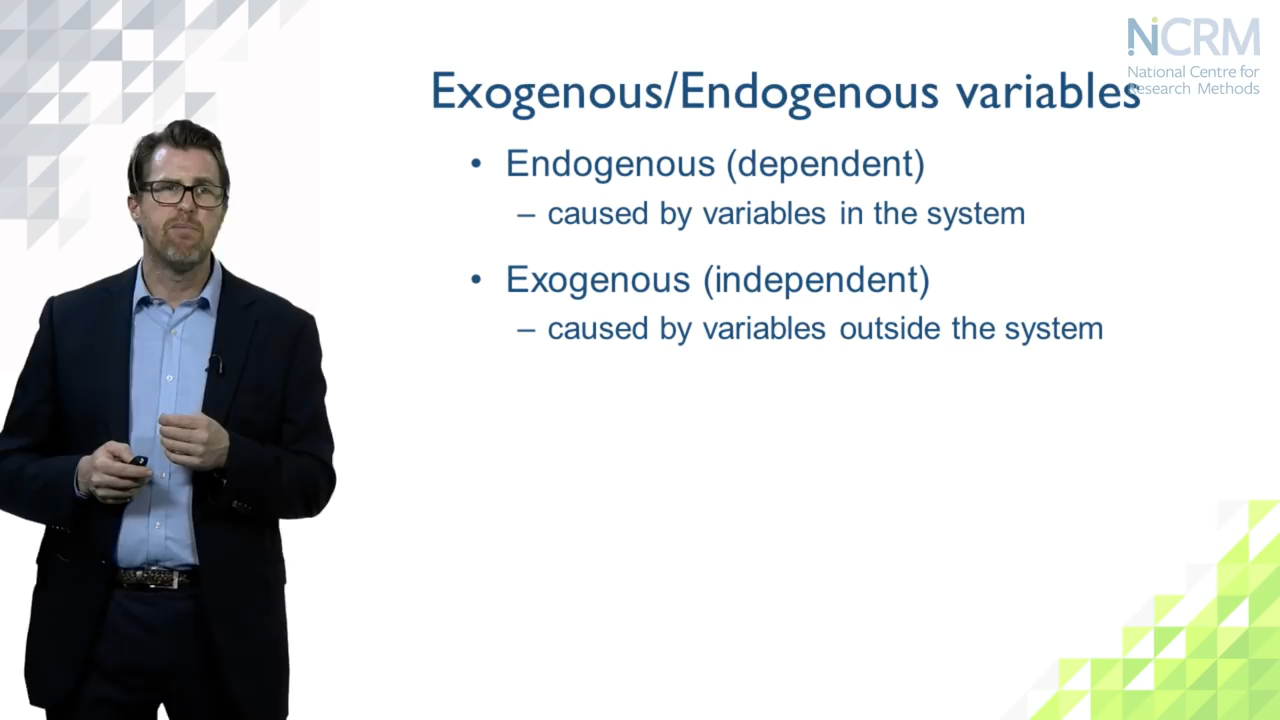 NCRM
National Centre for
Research Methods
Exogenous/Endogenous variables
• Endogenous (dependent)
– caused by variables in the system
• Exogenous (independent)
– caused by variables outside the system